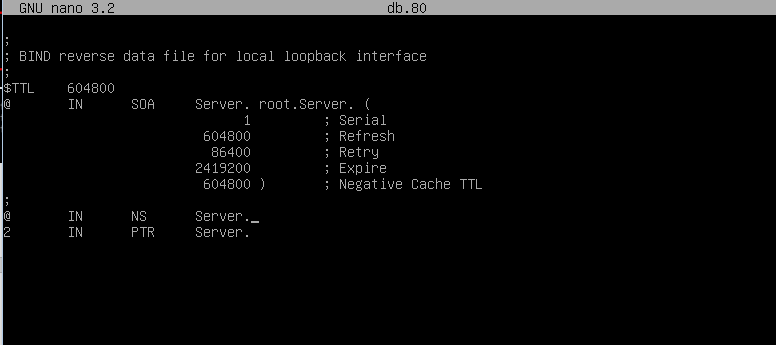 GNU nano 3.2 db.80
;
; BIND reverse data file for local loopback interface
;
$TTL 604800
@ IN SOA Server. root.Server. (
1 ; Serial
604800 ; Refresh
86400 ; Retry
2419200 ; Expire
604800 ) ; Negative Cache TTL
;
@ IN NS Server._
2 IN PTR Server.